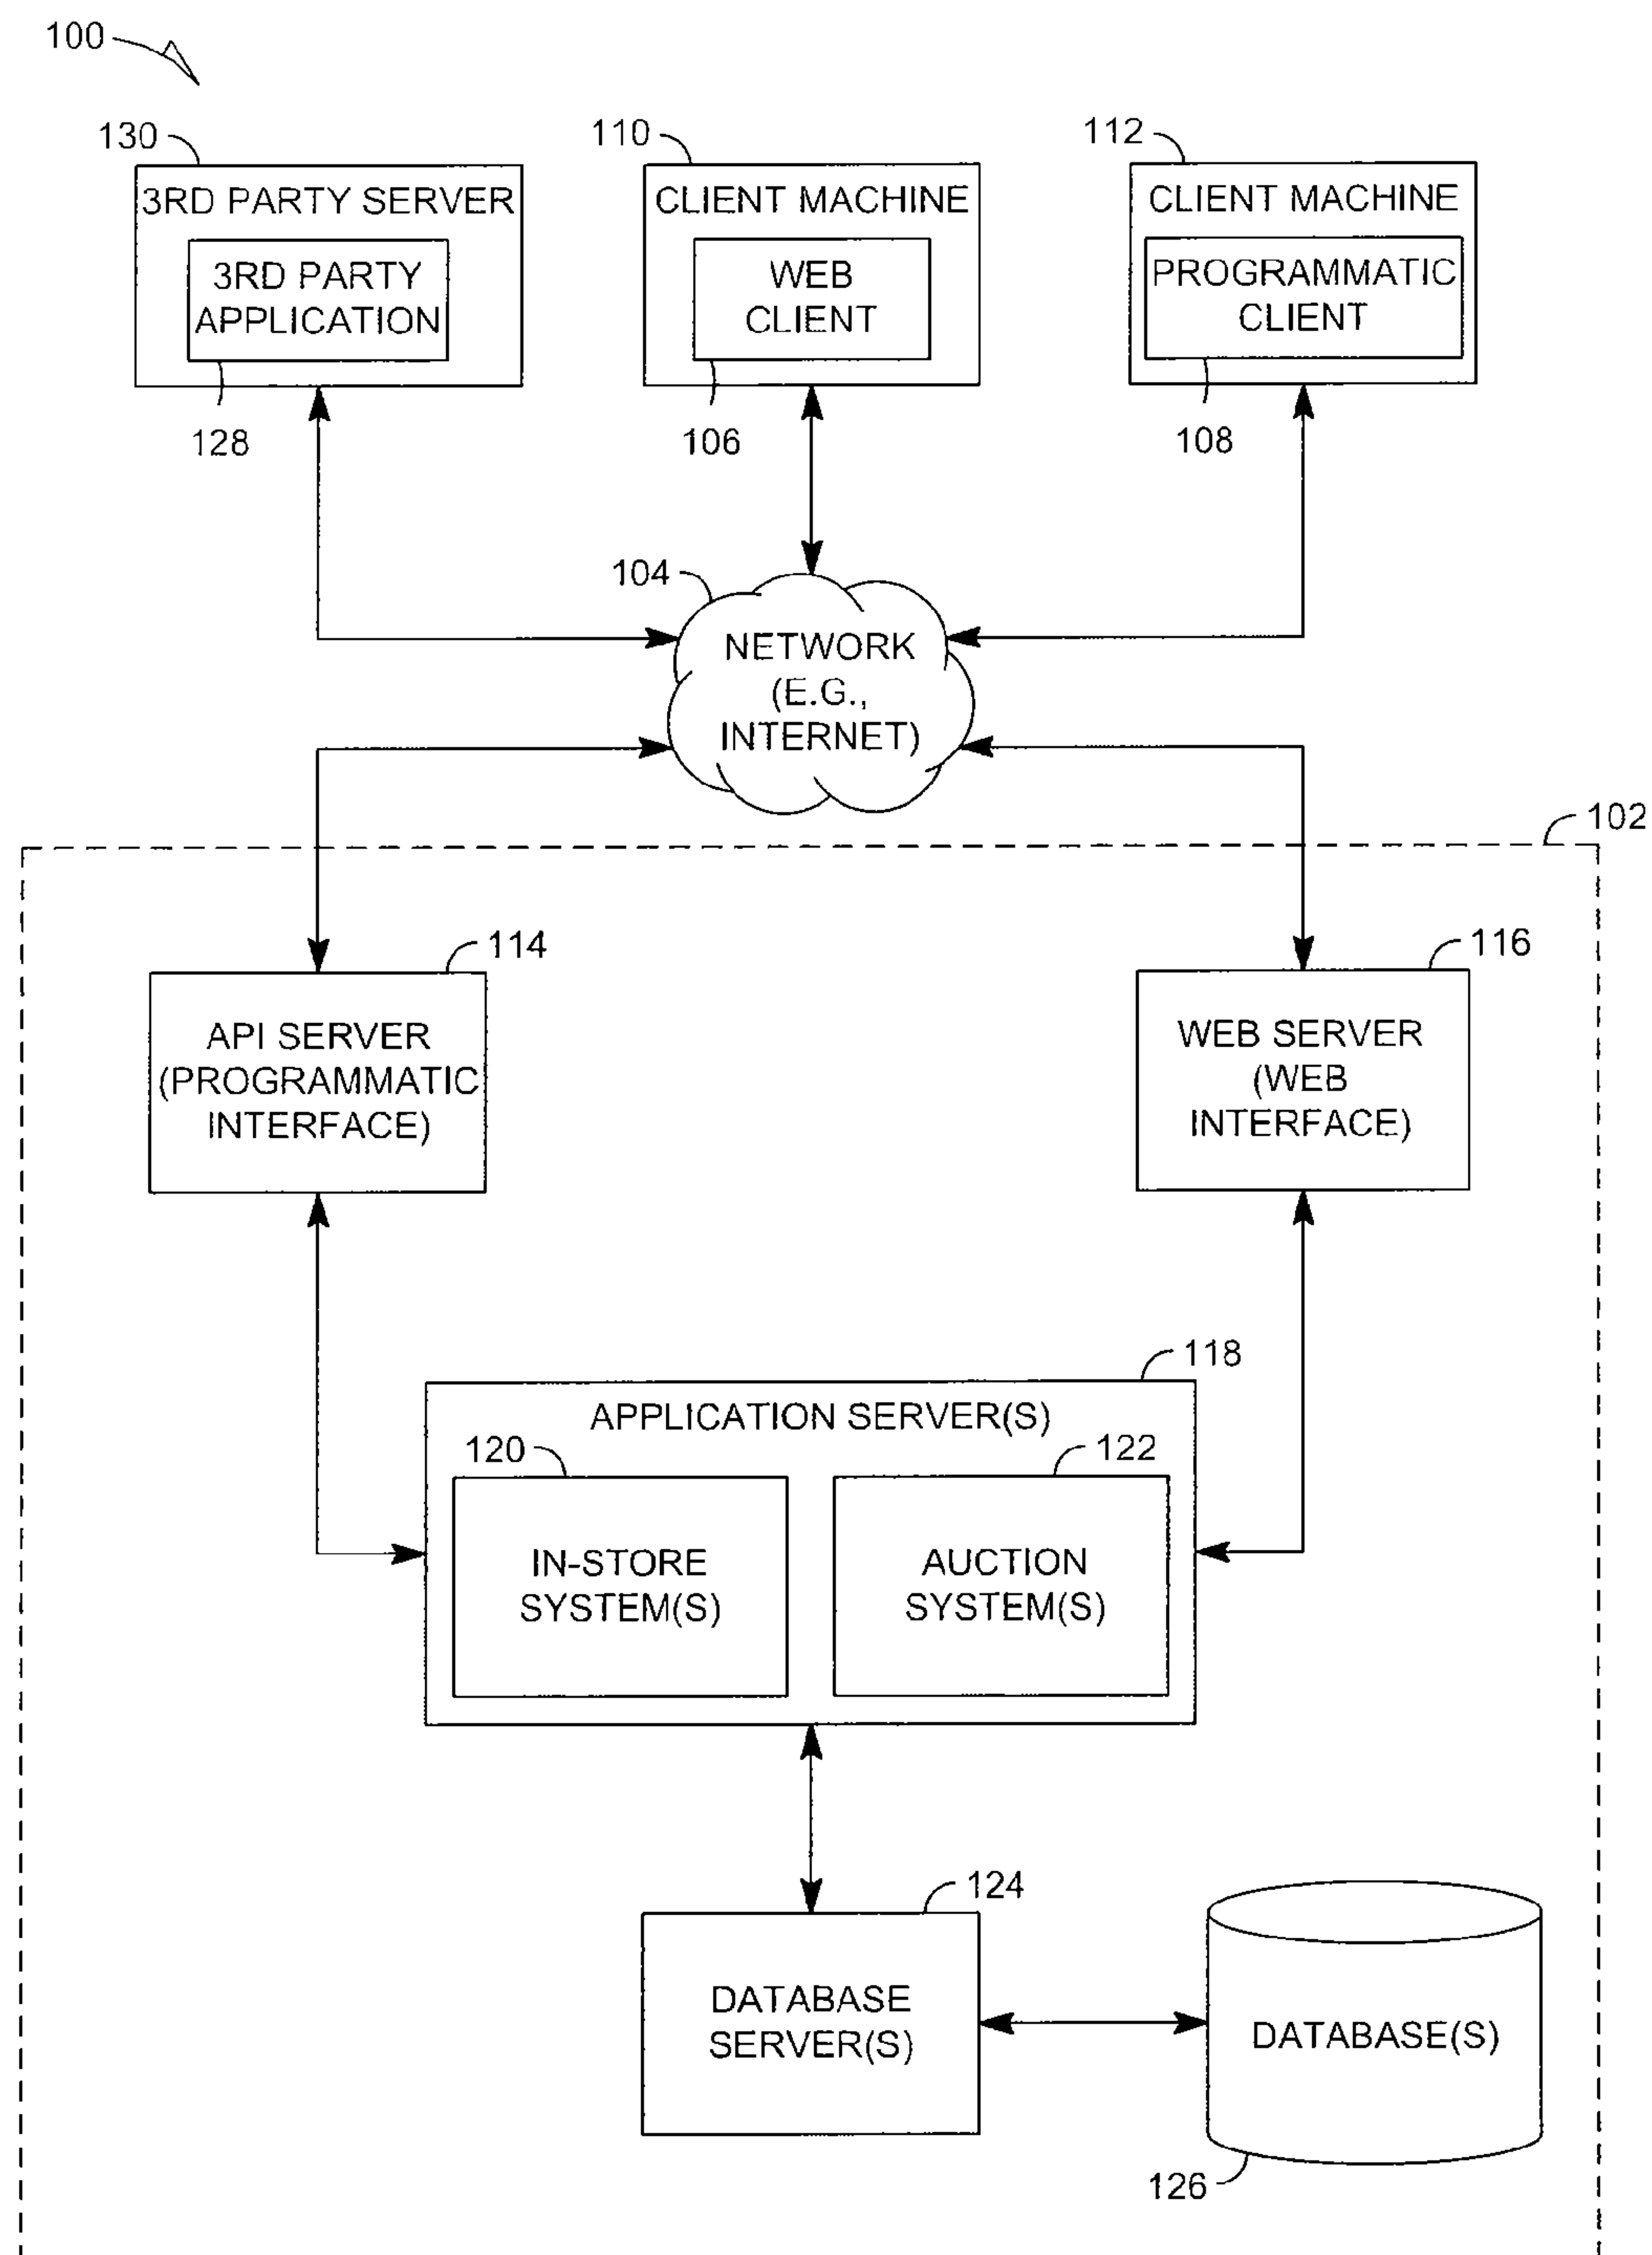 100
130
110
112
3RD PARTY SERVER
CLIENT MACHINE
CLIENT MACHINE
3RD PARTY
APPLICATION
WEB
CLIENT
PROGRAMMATIC
CLIENT
128
106
108
104
NETWORK
(E.G.,
INTERNET)
102
114
116
API SERVER
(PROGRAMMATIC
INTERFACE)
WEB SERVER
(WEB
INTERFACE)
118
APPLICATION SERVER(S)
120
122
IN-STORE
SYSTEM(S)
AUCTION
SYSTEM(S)
124
DATABASE
SERVER(S)
DATABASE(S)
126